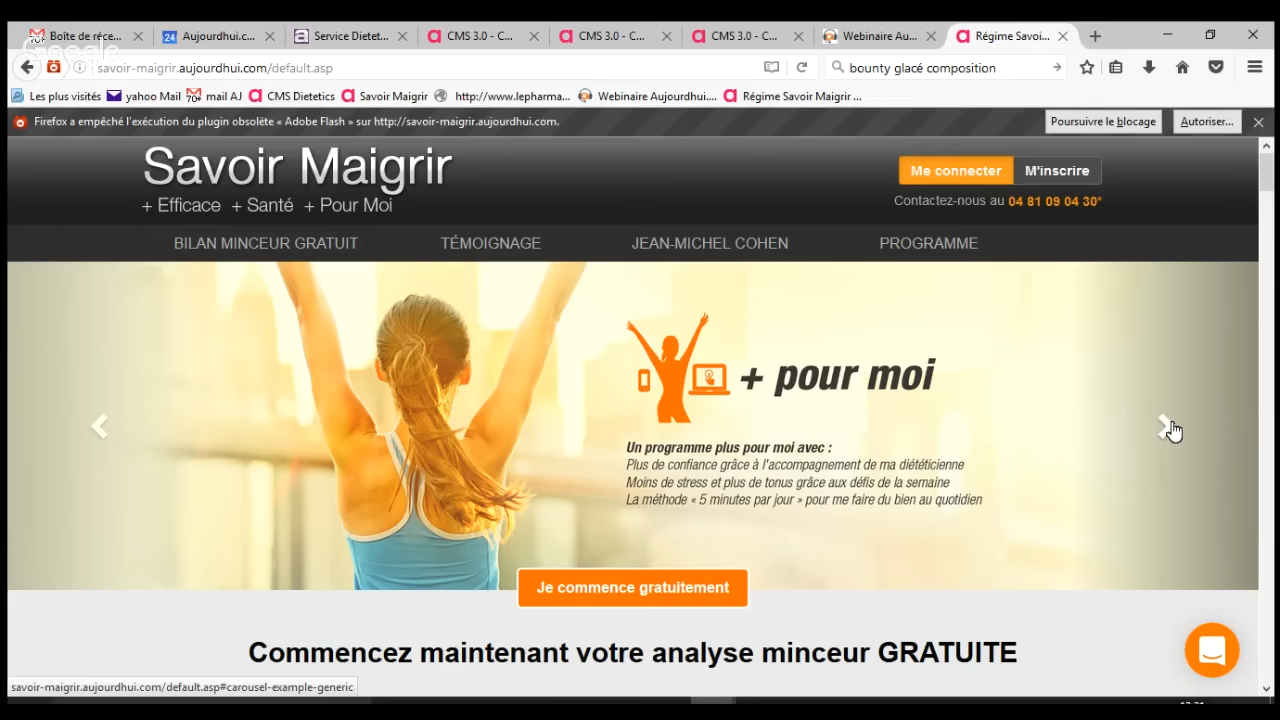 Boîte de réce...
Aujourdhui.c...
Service Dietet...
CMS 3.0 - C...
CMS 3.0 - C...
CMS 3.0 - C...
Webinaire Au...
Régime Savoi...
Google
savoir-maigrir.aujourdhui.com/default.asp
bounty glacé composition
Les plus visités
yahoo Mail
mail AJ
CMS Dietetics
Savoir Maigrir
http://www.lepharma...
Webinaire Aujourdhui....
Régime Savoir Maigrir ...
Firefox a empêché l'exécution du plugin obsolète « Adobe Flash » sur http://savoir-maigrir.aujourdhui.com.
Poursuivre le blocage
Autoriser...
Savoir Maigrir
+ Efficace + Santé + Pour Moi
Me connecter
M'inscrire
Contactez-nous au 04 81 09 04 30*
BILAN MINCEUR GRATUIT
TÉMOIGNAGE
JEAN-MICHEL COHEN
PROGRAMME
+ pour moi
Un programme plus pour moi avec :
Plus de confiance grâce à l'accompagnement de ma diététicienne
Moins de stress et plus de tonus grâce aux défis de la semaine
La méthode « 5 minutes par jour » pour me faire du bien au quotidien
Je commence gratuitement
Commencez maintenant votre analyse minceur GRATUITE
savoir-maigrir.aujourdhui.com/default.asp#carousel-example-generic